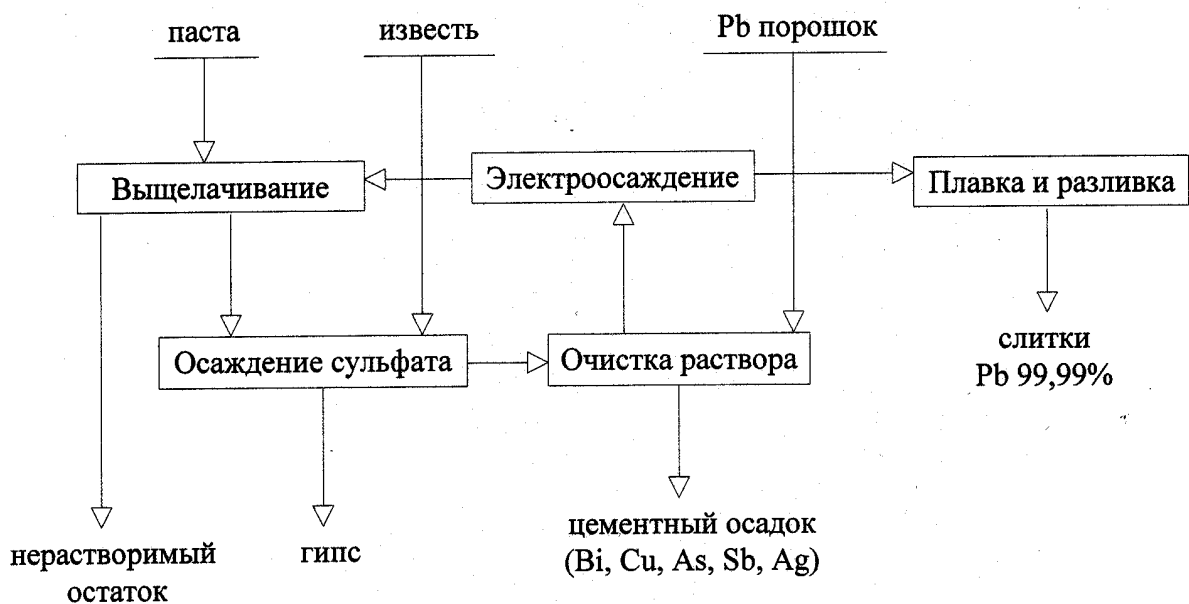 паста
известь
Pb порошок
Выщелачивание
Электроосаждение
Плавка и разливка
Осаждение сульфата
Очистка раствора
слитки
Pb 99,99%
нерастворимый
остаток
гипс
цементный осадок
(Bi, Cu, As, Sb, Ag)